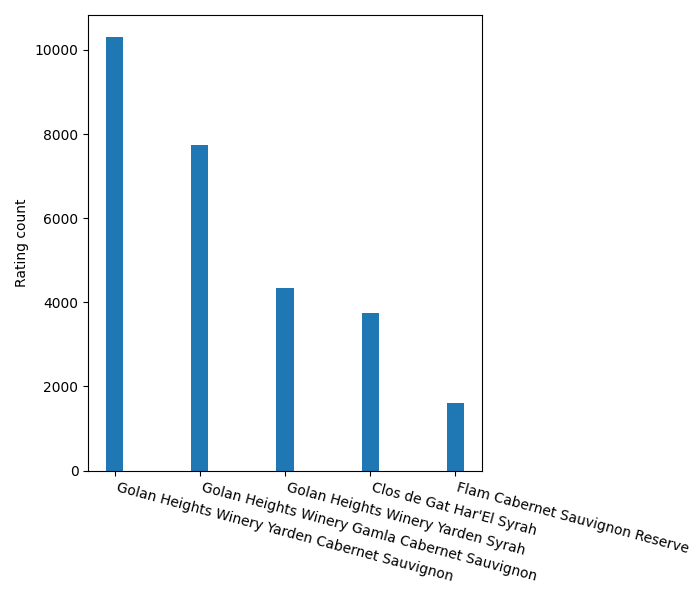 10000
8000
6000
4000
2000
0
Rating count
Golan Heights Winery Yarden Cabernet Sauvignon
Golan Heights Winery Gamla Cabernet Sauvignon
Golan Heights Winery Yarden Syrah
Clos de Gat Har'El Syrah
Flam Cabernet Sauvignon Reserve